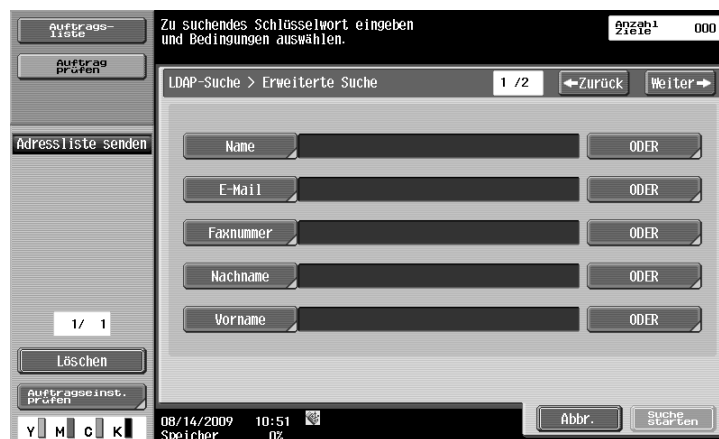 Auftrags-
liste
Auftrag
prüfen
Adressliste senden
1/ 1
Löschen
Auftragseinst.
prüfen
Y M C K
Zu suchendes Schlüsselwort eingeben
und Bedingungen auswählen.
Anzahl
Ziele 000
LDAP-Suche > Erweiterte Suche 1 /2 ←Zurück Weiter→
Name ODER
E-Mail ODER
Faxnummer ODER
Nachname ODER
Vorname ODER
Abbr. Suche
starten
08/14/2009 10:51
Speicher 0%